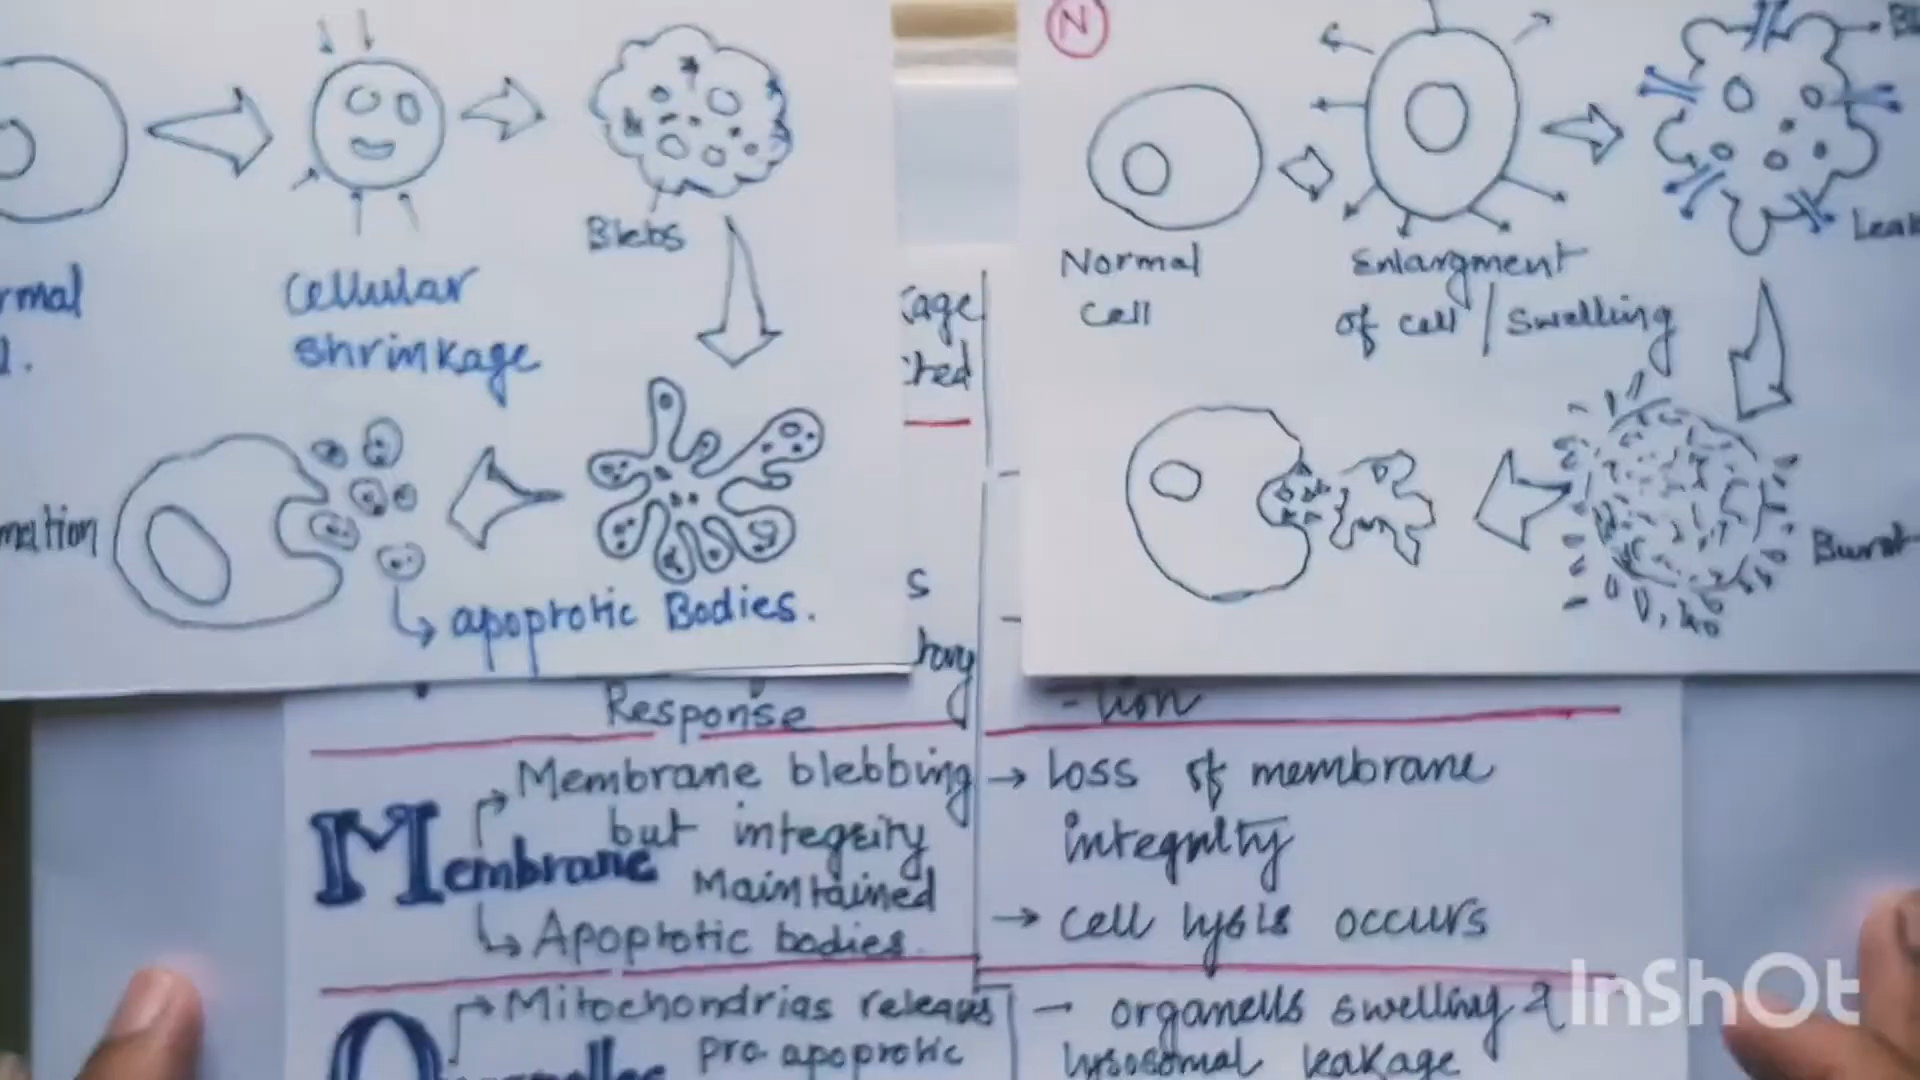 Blebs
cellular
shrinkage
apoptotic Bodies.
N
Normal
cell
Enlargment
of cell / swelling
Burst
Response
Membrane
Membrane blebbing
but integrity
Maintained
Apoptotic bodies
→ Loss of membrane
integrity
→ cell lysis occurs
Mitochondrias releases
pro apoptotic
organells swelling &
lysosomal leakage
InShOt